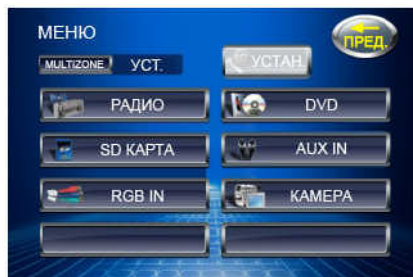 МЕНЮ
ПРЕД.
MULTIZONE УСТ. УСТАН.
РАДИО DVD
SD КАРТА AUX IN
RGB IN КАМЕРА